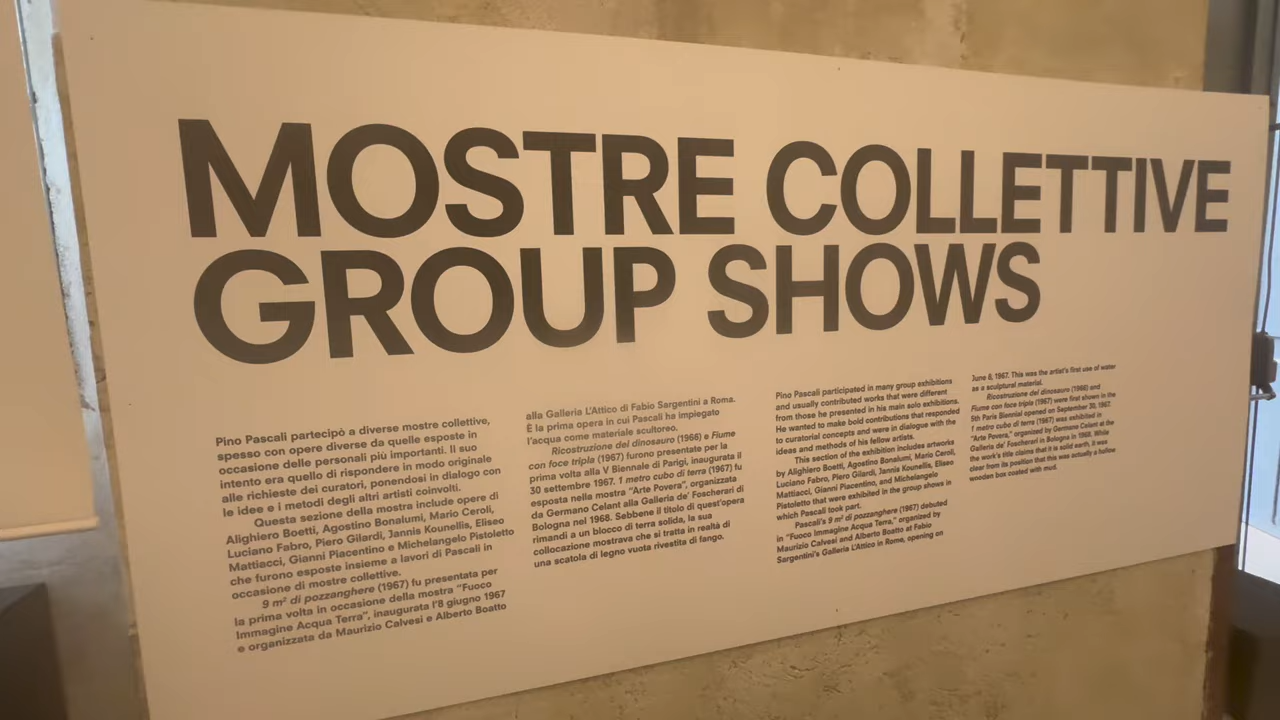 MOSTRE COLLETTIVE
GROUP SHOWS
Pino Pascali partecipò a diverse mostre collettive,
spesso con opere diverse da quelle esposte in
occasione delle personali più importanti. Il suo
intento era quello di rispondere in modo originale
alle richieste dei curatori, ponendosi in dialogo con
le idee e i metodi degli altri artisti coinvolti.
Questa sezione della mostra include opere di
Alighiero Boetti, Agostino Bonalumi, Mario Ceroli,
Luciano Fabro, Piero Gilardi, Jannis Kounellis, Eliseo
Mattiacci, Gianni Piacentino e Michelangelo Pistoletto
che furono esposte insieme a lavori di Pascali in
occasione di mostre collettive.
9 m² di pozzanghere (1967) fu presentata per
la prima volta in occasione della mostra "Fuoco
Immagine Acqua Terra", inaugurata l'8 giugno 1967
e organizzata da Maurizio Calvesi e Alberto Boatto
alla Galleria L'Attico di Fabio Sargentini a Roma.
È la prima opera in cui Pascali ha impiegato
l'acqua come materiale scultoreo.
Ricostruzione del dinosauro (1966) e Fiume
con foce tripla (1967) furono presentate per la
prima volta alla V Biennale di Parigi, inaugurata il
30 settembre 1967. 1 metro cubo di terra (1967) fu
esposta nella mostra "Arte Povera", organizzata
da Germano Celant alla Galleria de' Foscherari di
Bologna nel 1968. Sebbene il titolo di quest'opera
rimandi a un blocco di terra solida, la sua
collocazione mostrava che si tratta in realtà di
una scatola di legno vuota rivestita di fango.
Pino Pascali participated in many group exhibitions
and usually contributed works that were different
from those he presented in his main solo exhibitions.
He wanted to make bold contributions that responded
to curatorial concepts and were in dialogue with the
ideas and methods of his fellow artists.
This section of the exhibition includes artworks
by Alighiero Boetti, Agostino Bonalumi, Mario Ceroli,
Luciano Fabro, Piero Gilardi, Jannis Kounellis, Eliseo
Mattiacci, Gianni Piacentino, and Michelangelo
Pistoletto that were exhibited in the group shows in
which Pascali took part.
Pascali's 9 m² di pozzanghere (1967) debuted
in "Fuoco Immagine Acqua Terra," organized by
Maurizio Calvesi and Alberto Boatto at Fabio
Sargentini's Galleria L'Attico in Rome, opening on
June 8, 1967. This was the artist's first use of water
as a sculptural material.
Ricostruzione del dinosauro (1966) and
Fiume con foce tripla (1967) were first shown in the
5th Paris Biennial opened on September 30, 1967.
1 metro cubo di terra (1967) was exhibited in
"Arte Povera," organized by Germano Celant at the
Galleria de' Foscherari in Bologna in 1968. While
the work's title claims that it is solid earth, it was
clear from its position that this was actually a hollow
wooden box coated with mud.